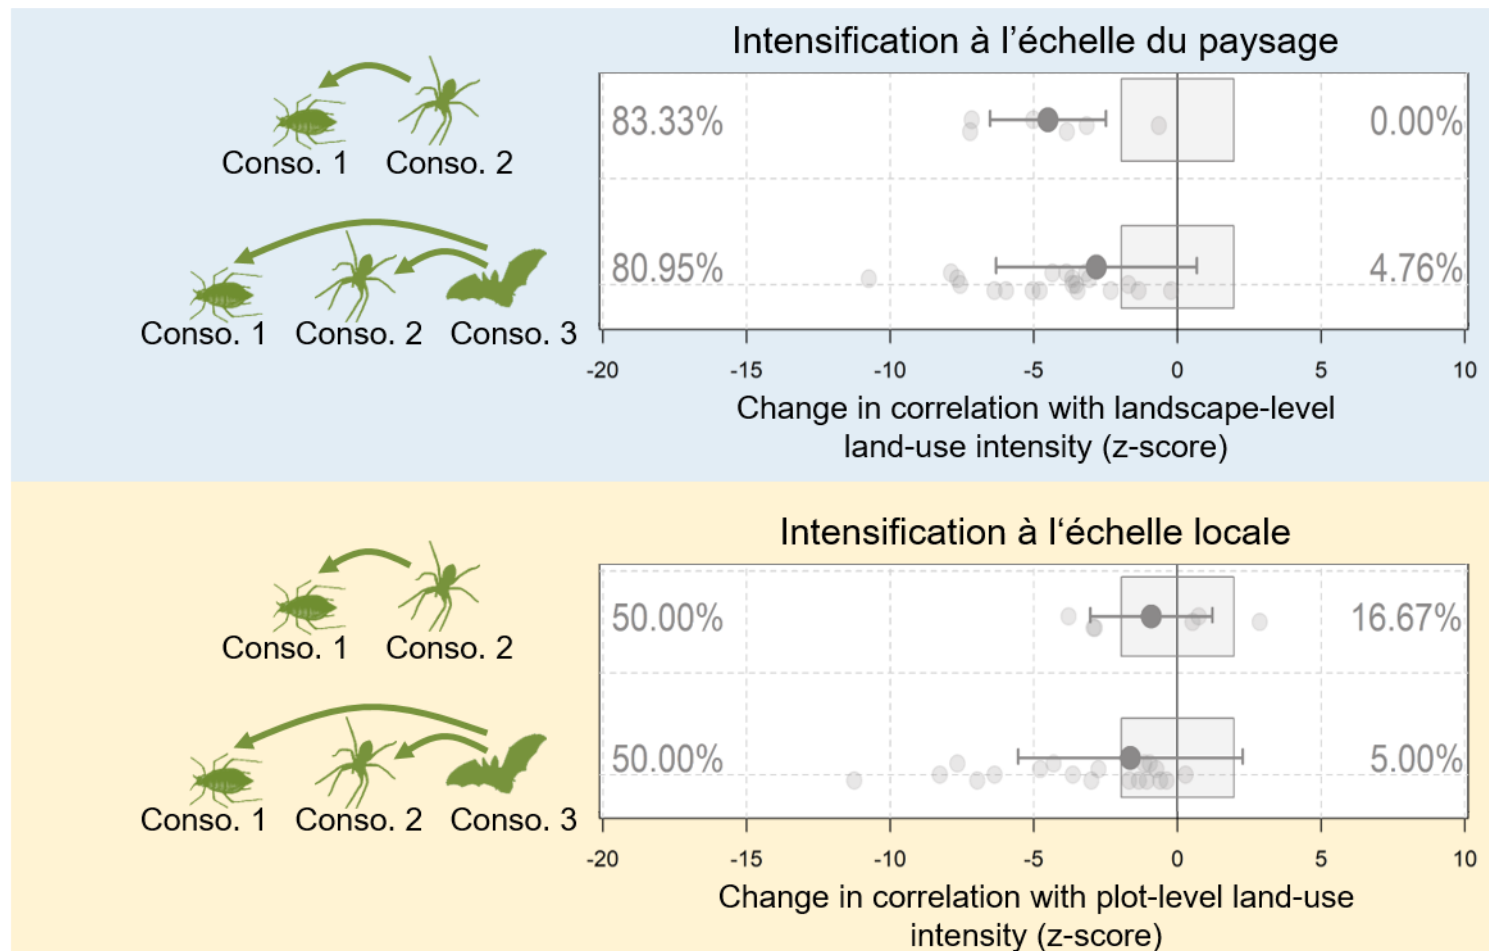 Intensification à l’échelle du paysage
83.33%
0.00%
Conso. 1
Conso. 2
80.95%
4.76%
Conso. 1
Conso. 2
Conso. 3
-20
-15
-10
-5
0
5
10
Change in correlation with landscape-level
land-use intensity (z-score)
Intensification à l‘échelle locale
50.00%
16.67%
Conso. 1
Conso. 2
50.00%
5.00%
Conso. 1
Conso. 2
Conso. 3
-20
-15
-10
-5
0
5
10
Change in correlation with plot-level land-use
intensity (z-score)